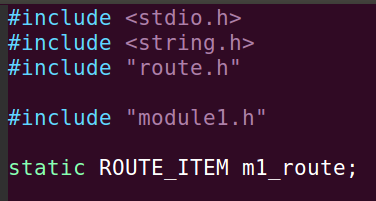 #include <stdio.h>
#include <string.h>
#include "route.h"
#include "module1.h"
static ROUTE_ITEM m1_route;